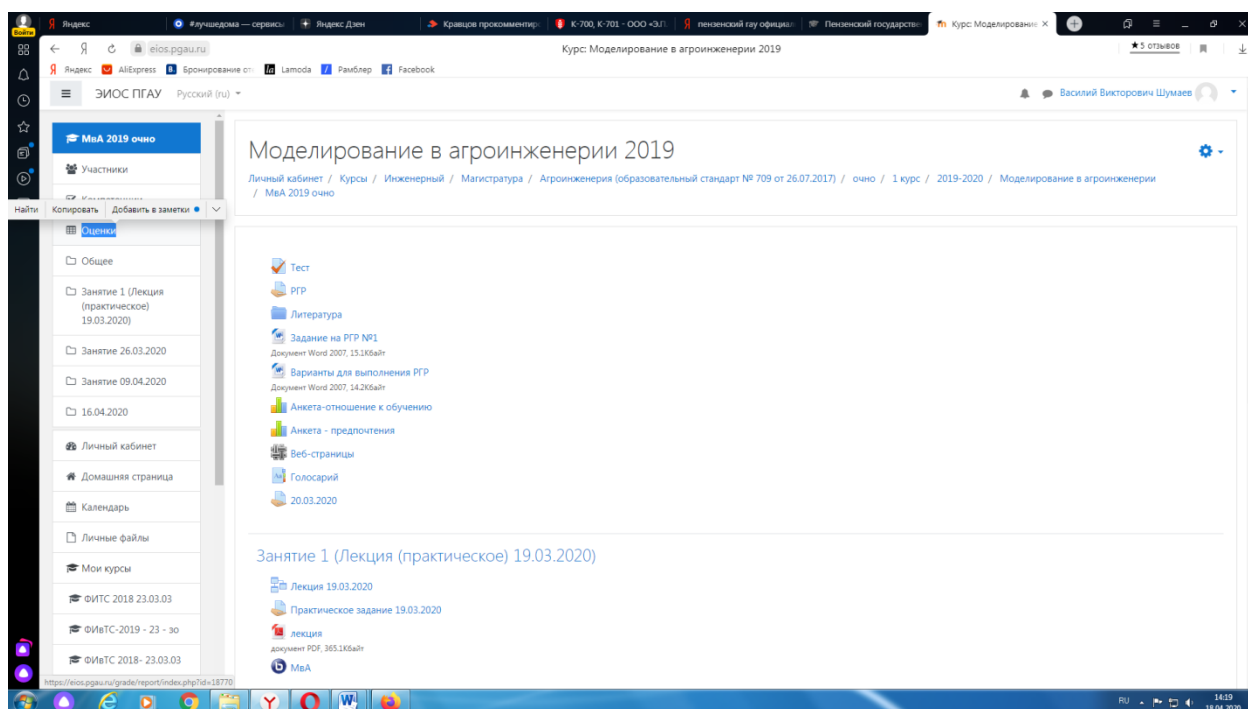 Войти
Яндекс
#лучшедома — сервисы
Яндекс.Дзен
Кравцов прокомментиро
К-700, К-701 - ООО «Э.П.
пензенский гау официал
Пензенский государстве
Курс: Моделирование
eios.pgau.ru
Курс: Моделирование в агроинженерии 2019
★ 5 отзывов
Яндекс
AliExpress
Бронирование от
Lamoda
Рамблер
Facebook
ЭИОС ПГАУ
Русский (ru)
Василий Викторович Шумаев
МвА 2019 очно
Участники
Найти
Копировать
Добавить в заметки
Оценки
Общее
Занятие 1 (Лекция
(практическое)
19.03.2020)
Занятие 26.03.2020
Занятие 09.04.2020
16.04.2020
Личный кабинет
Домашняя страница
Календарь
Личные файлы
Мои курсы
ФИТС 2018 23.03.03
ФИвТС-2019 - 23 - зо
ФИвТС 2018- 23.03.03
https://eios.pgau.ru/grade/report/index.php?id=18770
Моделирование в агроинженерии 2019
Личный кабинет / Курсы / Инженерный / Магистратура / Агроинженерия (образовательный стандарт № 709 от 26.07.2017) / очно / 1 курс / 2019-2020 / Моделирование в агроинженерии
/ МвА 2019 очно
Тест
РГР
Литература
Задание на РГР №1
Документ Word 2007, 15.1Кбайт
Варианты для выполнения РГР
Документ Word 2007, 14.2Кбайт
Анкета-отношение к обучению
Анкета - предпочтения
Веб-страницы
Голосарий
20.03.2020
Занятие 1 (Лекция (практическое) 19.03.2020)
Лекция 19.03.2020
Практическое задание 19.03.2020
лекция
документ PDF, 365.1Кбайт
МвА
RU
14:19
18.04.2020